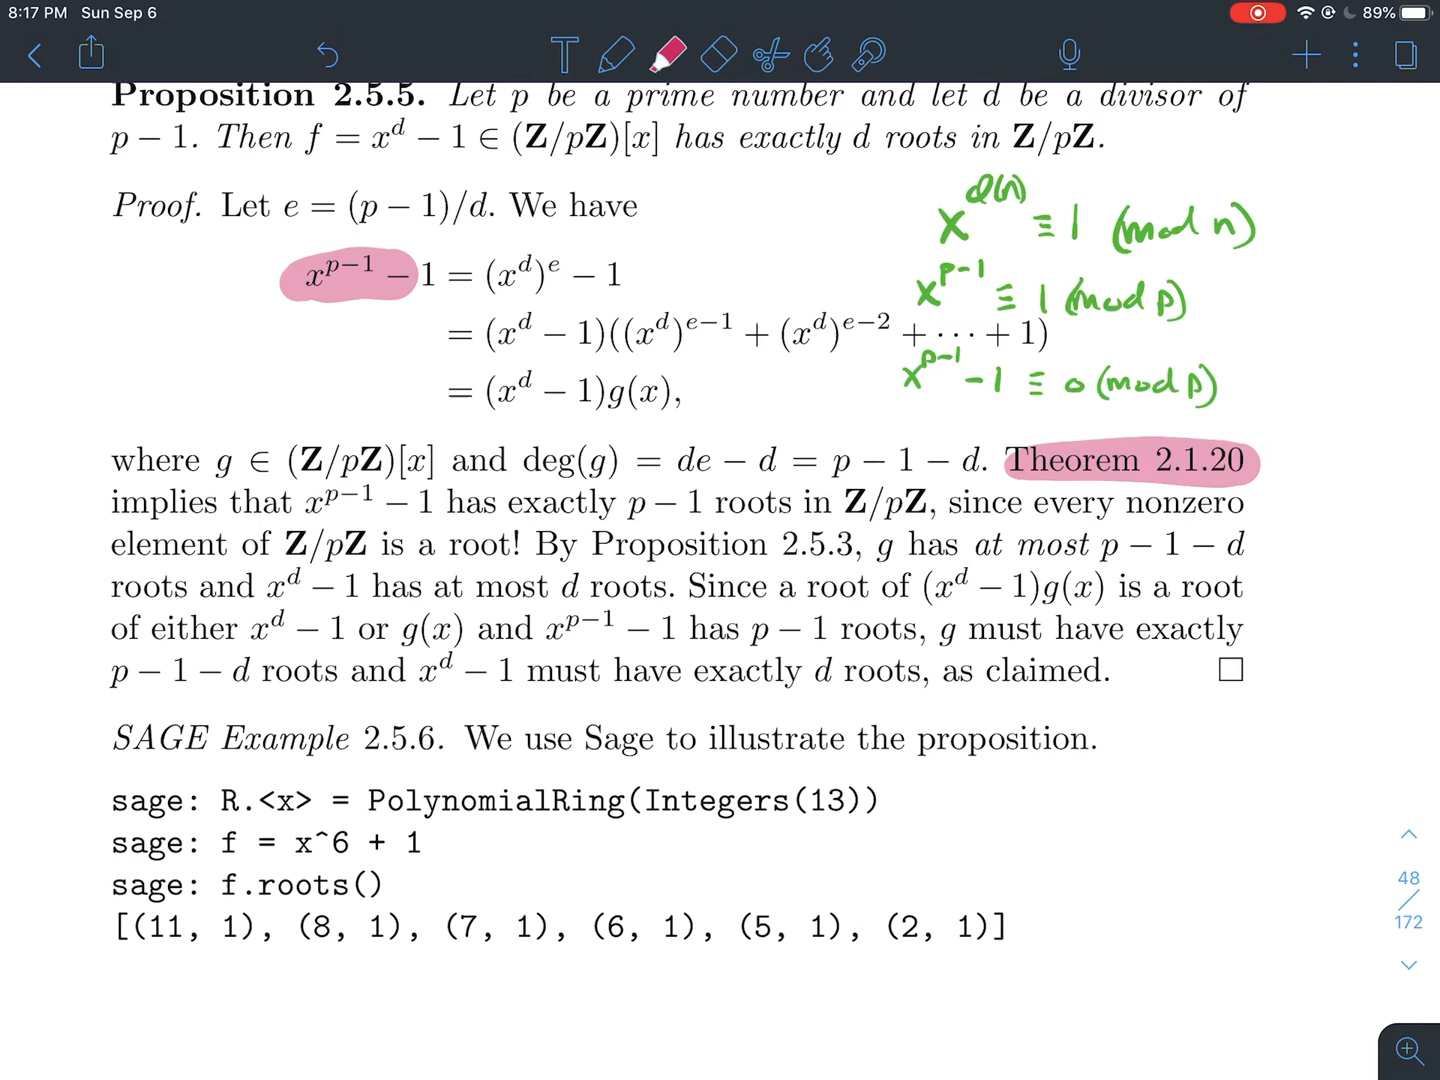 8:17 PM Sun Sep 6
89%
T
Proposition 2.5.5. Let p be a prime number and let d be a divisor of
p − 1. Then f = x^d − 1 ∈ (Z/pZ)[x] has exactly d roots in Z/pZ.
Proof. Let e = (p − 1)/d. We have
x^φ(n) ≡ 1 (mod n)
x^{p−1} − 1 = (x^d)^e − 1
x^{p-1} ≡ 1 (mod p)
= (x^d − 1)((x^d)^{e−1} + (x^d)^{e−2} + ··· + 1)
= (x^d − 1)g(x),
x^{p-1} - 1 ≡ 0 (mod p)
where g ∈ (Z/pZ)[x] and deg(g) = de − d = p − 1 − d. Theorem 2.1.20
implies that x^{p−1} − 1 has exactly p − 1 roots in Z/pZ, since every nonzero
element of Z/pZ is a root! By Proposition 2.5.3, g has at most p − 1 − d
roots and x^d − 1 has at most d roots. Since a root of (x^d − 1)g(x) is a root
of either x^d − 1 or g(x) and x^{p−1} − 1 has p − 1 roots, g must have exactly
p − 1 − d roots and x^d − 1 must have exactly d roots, as claimed. □
SAGE Example 2.5.6. We use Sage to illustrate the proposition.
sage: R.<x> = PolynomialRing(Integers(13))
sage: f = x^6 + 1
sage: f.roots()
[(11, 1), (8, 1), (7, 1), (6, 1), (5, 1), (2, 1)]
48
/
172